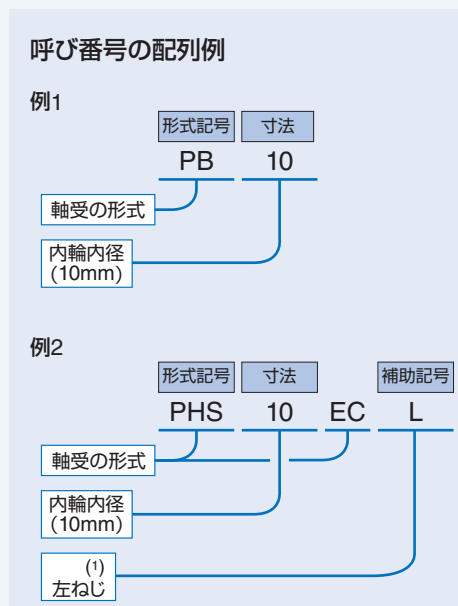 呼び番号の配列例
例1
形式記号 寸法
PB 10
軸受の形式
内輪内径
(10mm)
例2
形式記号 寸法 補助記号
PHS 10 EC L
軸受の形式
内輪内径
(10mm)
(1)
左ねじ